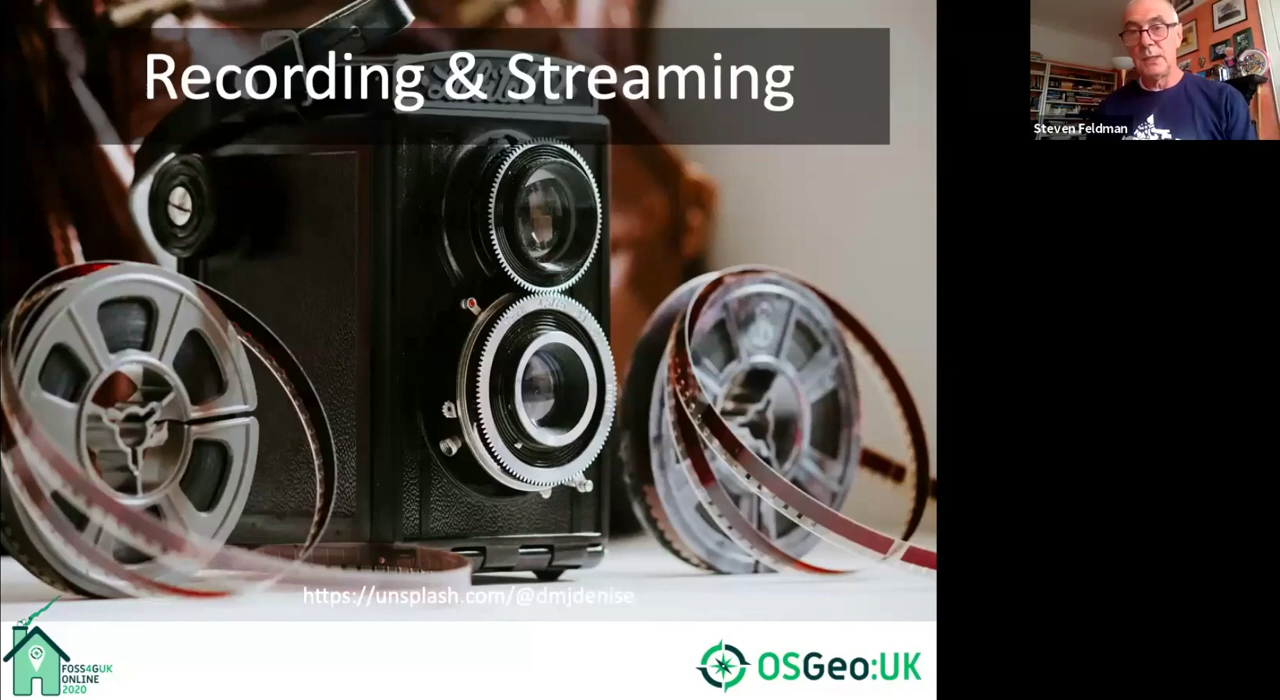 Recording & Streaming
Steven Feldman
https://unsplash.com/@dmjdenise
FOSS4GUK
ONLINE
2020
OSGeo:UK